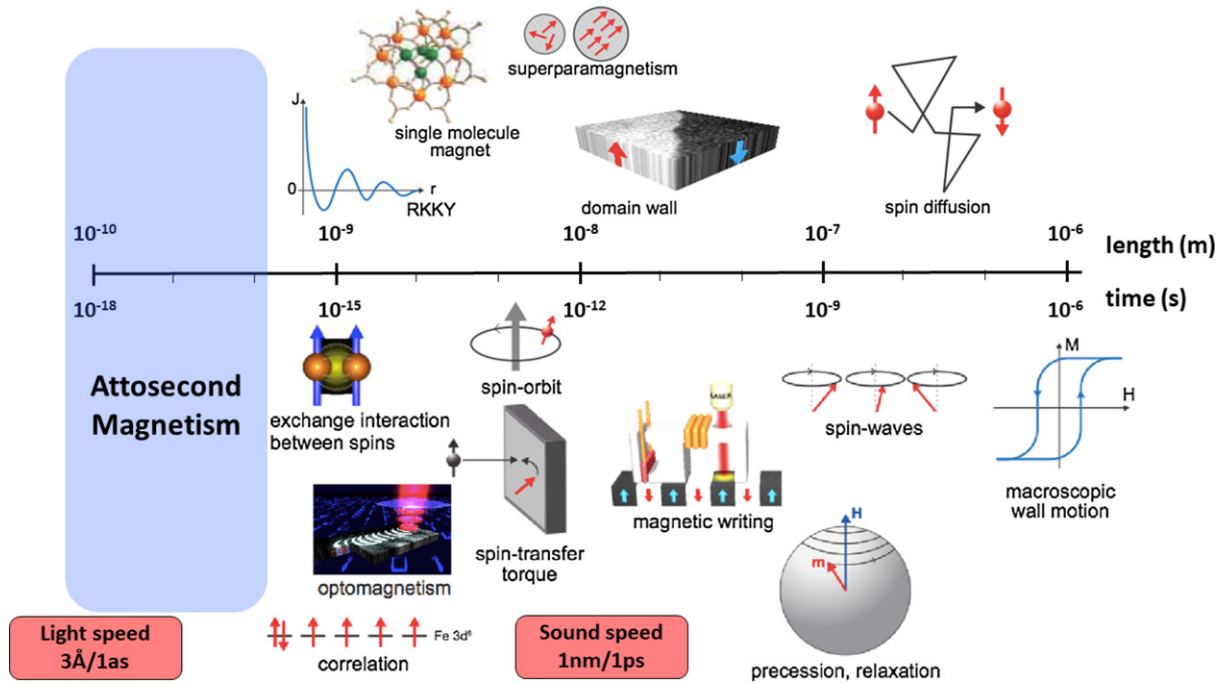 superparamagnetism
single molecule
magnet
J
0
r
RKKY
domain wall
spin diffusion
10⁻¹⁰
10⁻⁹
10⁻⁸
10⁻⁷
10⁻⁶
length (m)
10⁻¹⁸
10⁻¹⁵
10⁻¹²
10⁻⁹
10⁻⁶
time (s)
Attosecond
Magnetism
exchange interaction
between spins
spin-orbit
LASER
magnetic writing
spin-waves
M
H
macroscopic
wall motion
optomagnetism
spin-transfer
torque
H
m
precession, relaxation
Light speed
3Å/1as
Fe 3d⁶
correlation
Sound speed
1nm/1ps